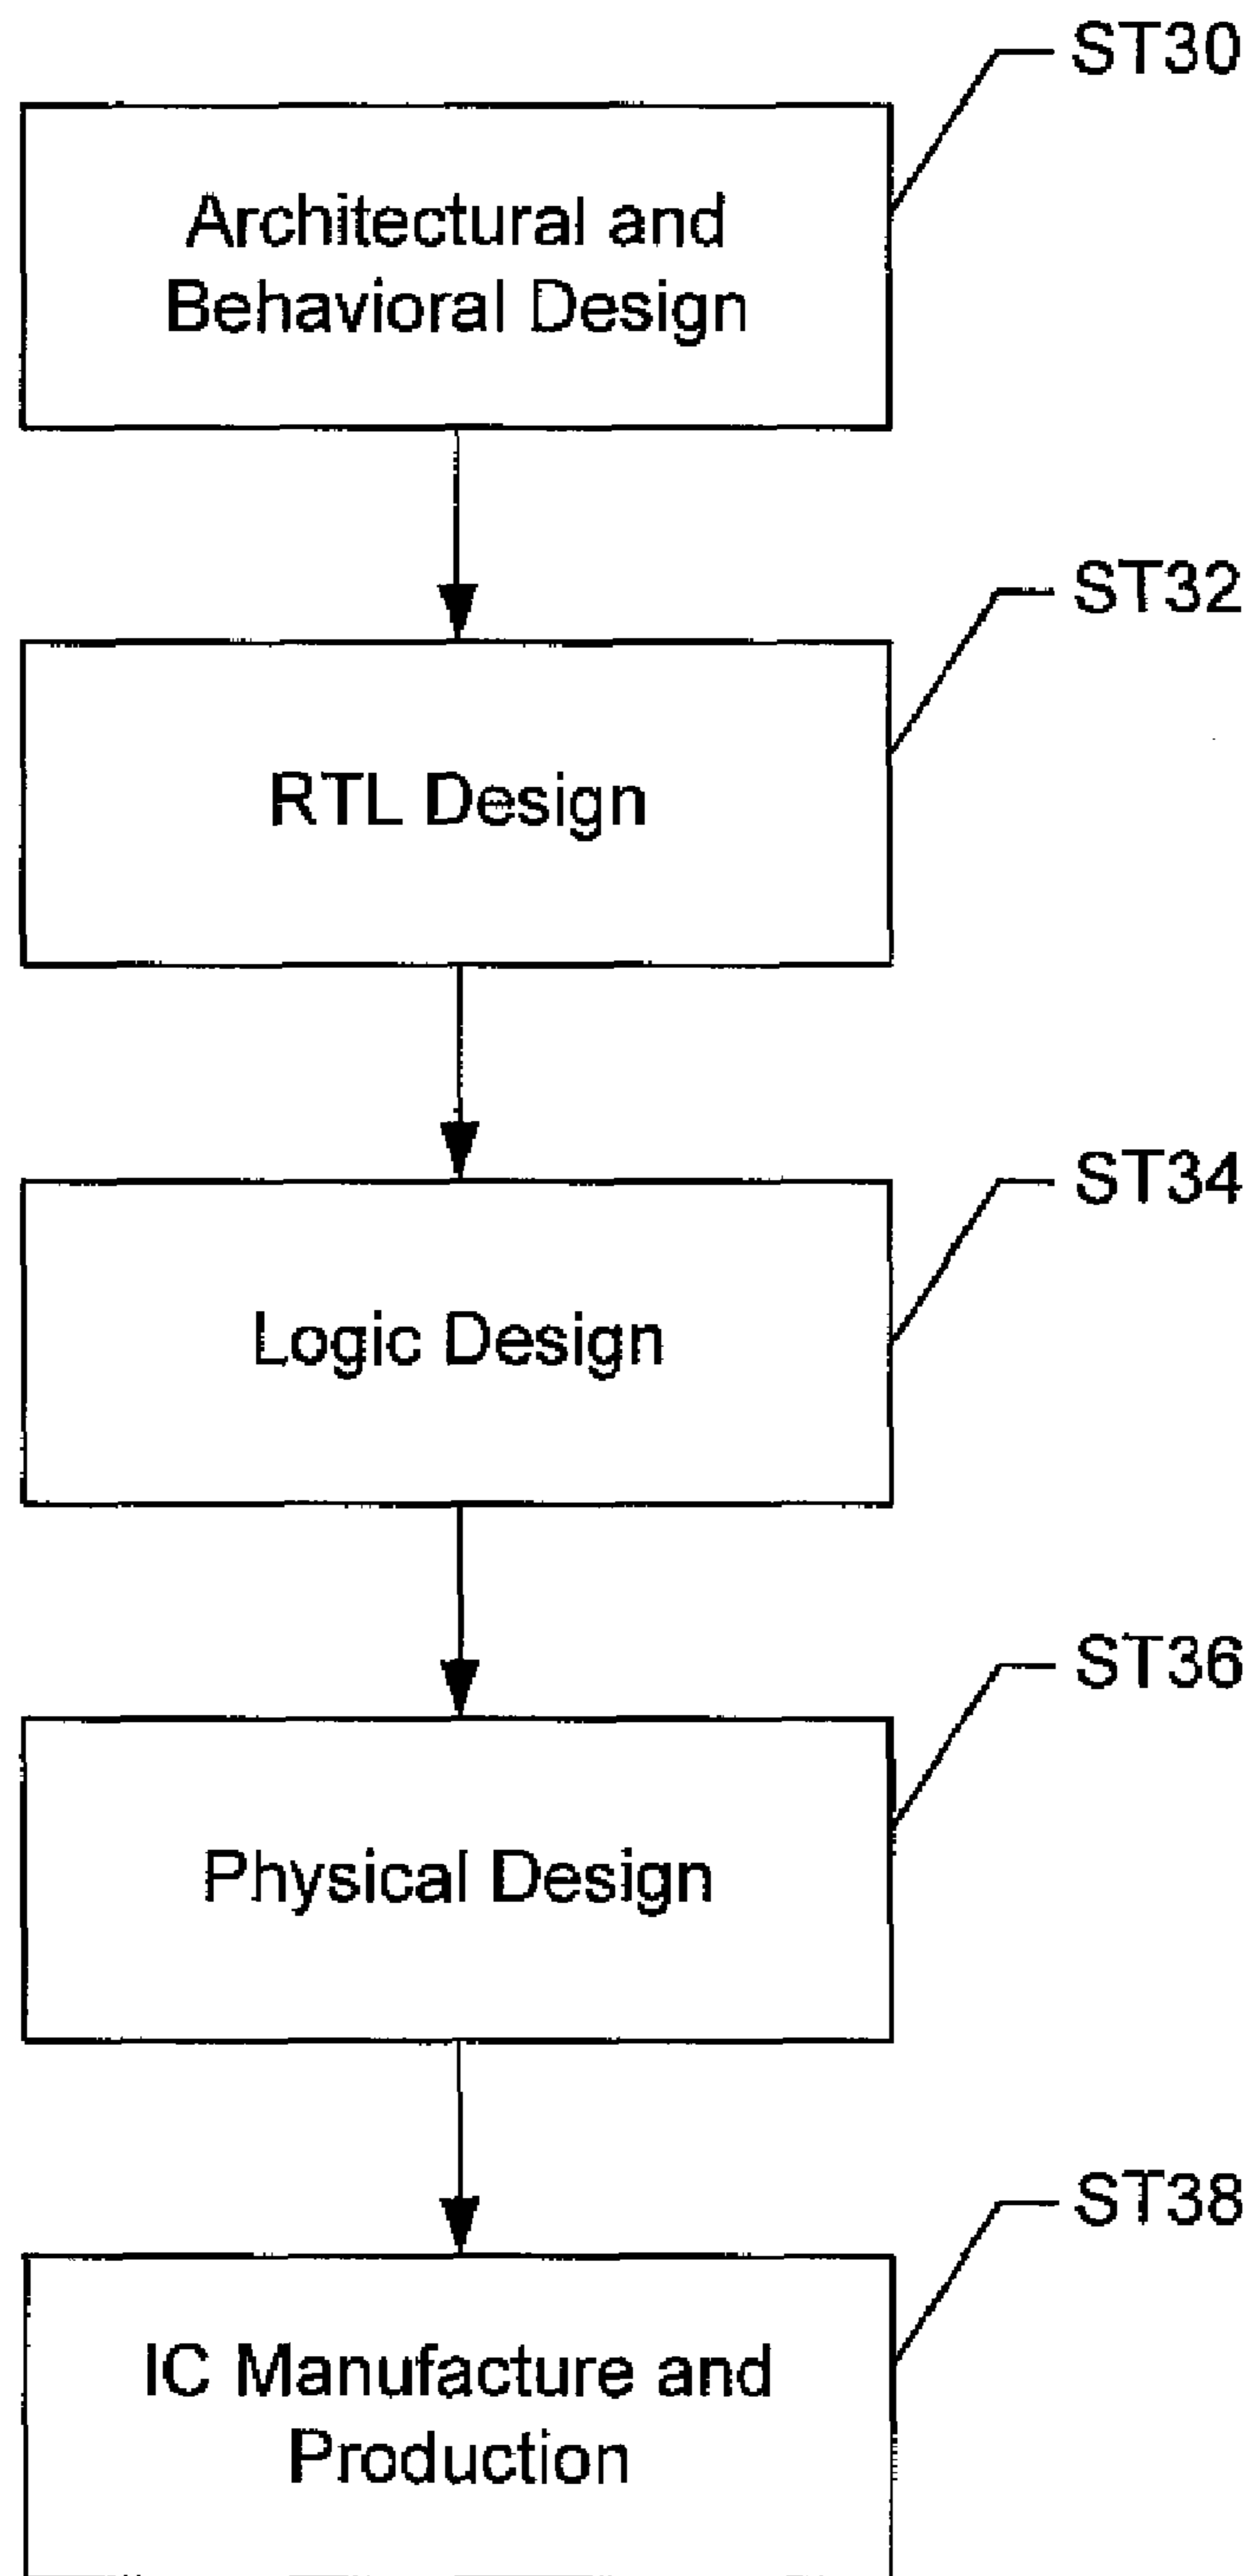 ST30
Architectural and
Behavioral Design
ST32
RTL Design
ST34
Logic Design
ST36
Physical Design
ST38
IC Manufacture and
Production